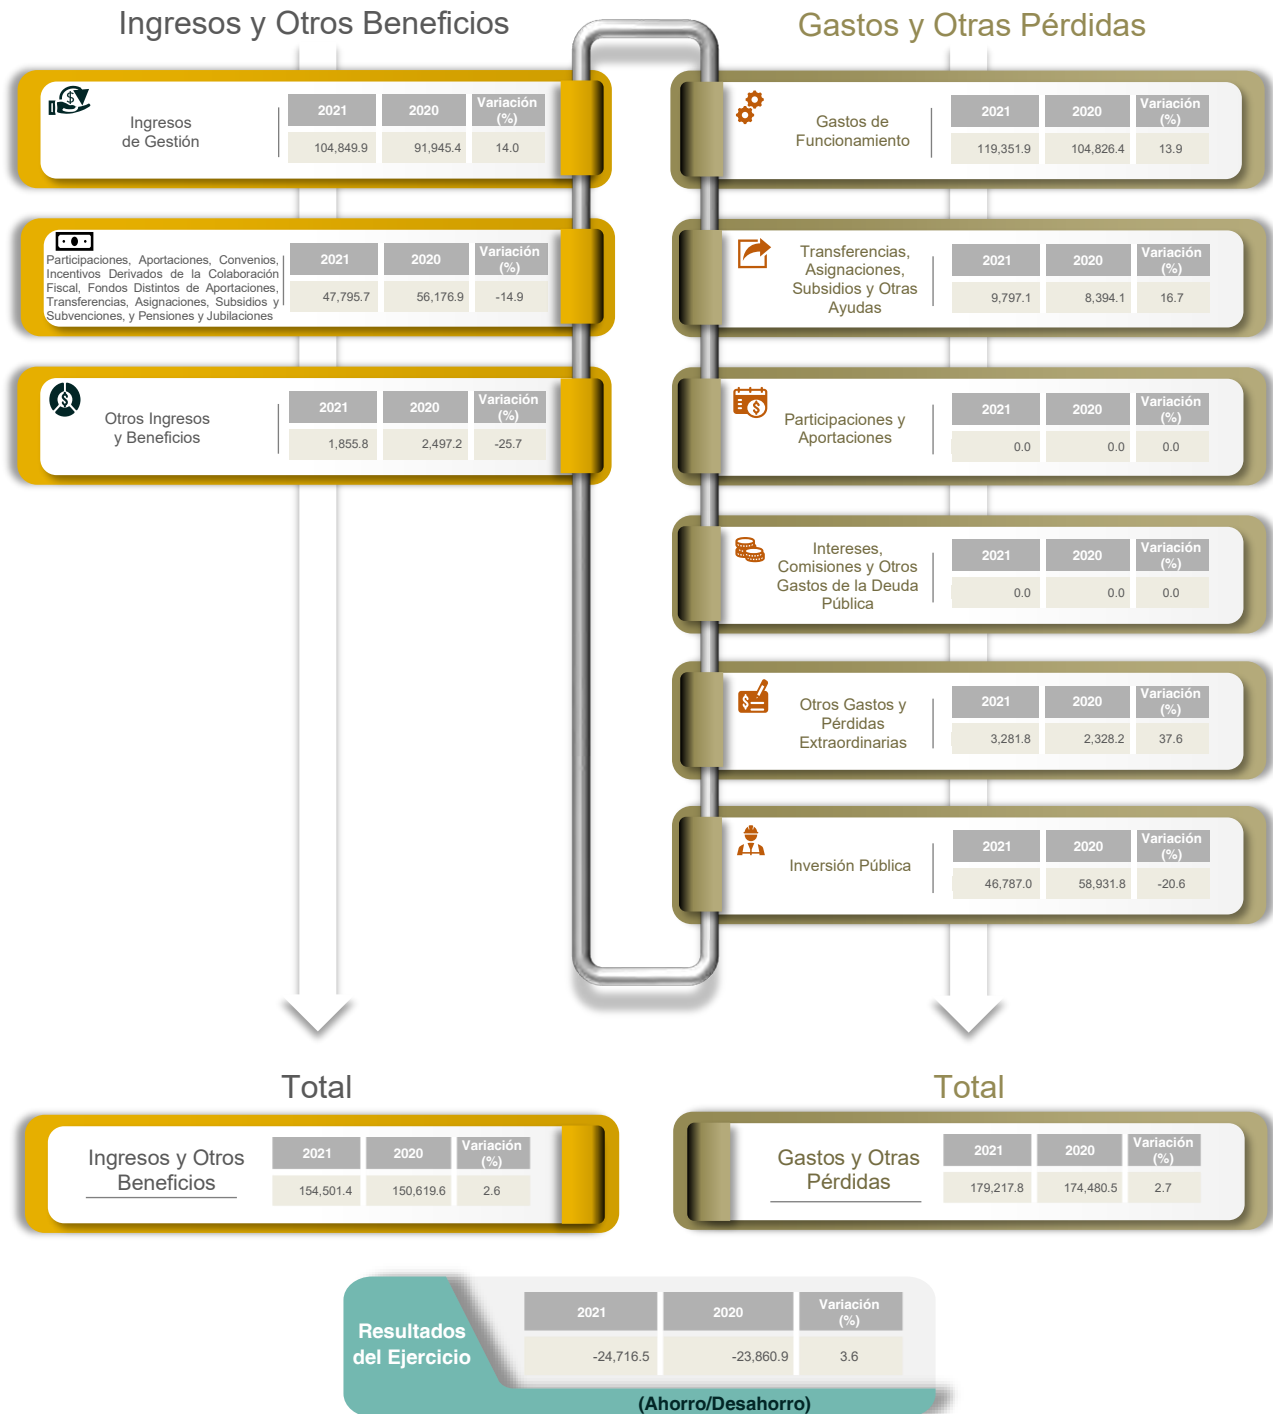 Ingresos y Otros Beneficios
Ingresos
de Gestión
2021 2020 Variación
(%)
104,849.9 91,945.4 14.0
Participaciones, Aportaciones, Convenios,
Incentivos Derivados de la Colaboración
Fiscal, Fondos Distintos de Aportaciones,
Transferencias, Asignaciones, Subsidios y
Subvenciones, y Pensiones y Jubilaciones
2021 2020 Variación
(%)
47,795.7 56,176.9 -14.9
Otros Ingresos
y Beneficios
2021 2020 Variación
(%)
1,855.8 2,497.2 -25.7
Gastos y Otras Pérdidas
Gastos de
Funcionamiento
2021 2020 Variación
(%)
119,351.9 104,826.4 13.9
Transferencias,
Asignaciones,
Subsidios y Otras
Ayudas
2021 2020 Variación
(%)
9,797.1 8,394.1 16.7
Participaciones y
Aportaciones
2021 2020 Variación
(%)
0.0 0.0 0.0
Intereses,
Comisiones y Otros
Gastos de la Deuda
Pública
2021 2020 Variación
(%)
0.0 0.0 0.0
Otros Gastos y
Pérdidas
Extraordinarias
2021 2020 Variación
(%)
3,281.8 2,328.2 37.6
Inversión Pública
2021 2020 Variación
(%)
46,787.0 58,931.8 -20.6
Total
Ingresos y Otros
Beneficios
2021 2020 Variación
(%)
154,501.4 150,619.6 2.6
Total
Gastos y Otras
Pérdidas
2021 2020 Variación
(%)
179,217.8 174,480.5 2.7
Resultados
del Ejercicio
2021 2020 Variación
(%)
-24,716.5 -23,860.9 3.6
(Ahorro/Desahorro)